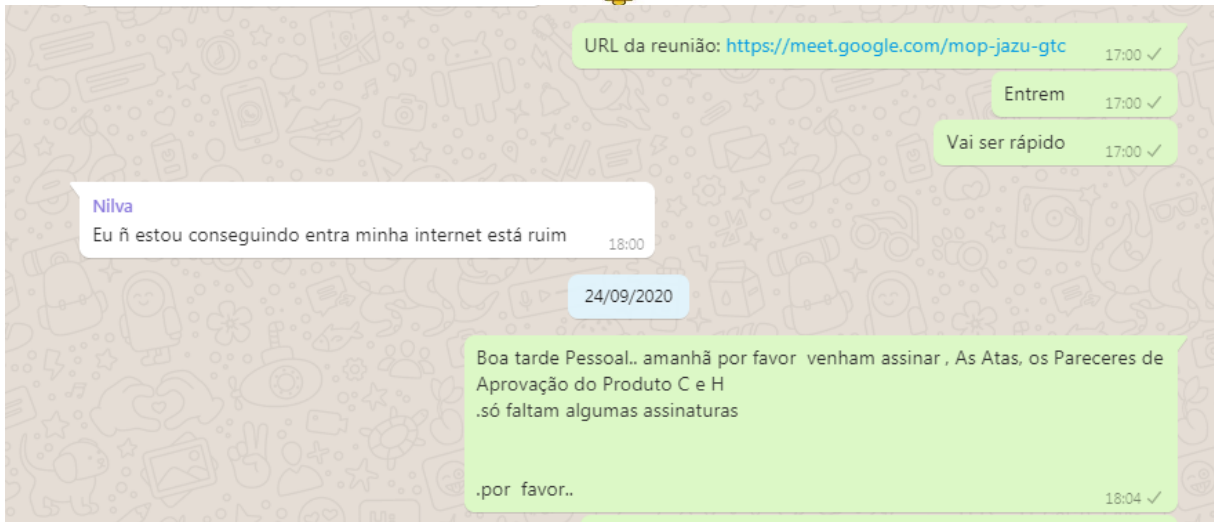 URL da reunião: https://meet.google.com/mop-jazu-gtc 17:00
Entrem 17:00
Vai ser rápido 17:00
Nilva
Eu ñ estou conseguindo entra minha internet está ruim 18:00
24/09/2020
Boa tarde Pessoal.. amanhã por favor venham assinar , As Atas, os Pareceres de
Aprovação do Produto C e H
.só faltam algumas assinaturas
.por favor.. 18:04